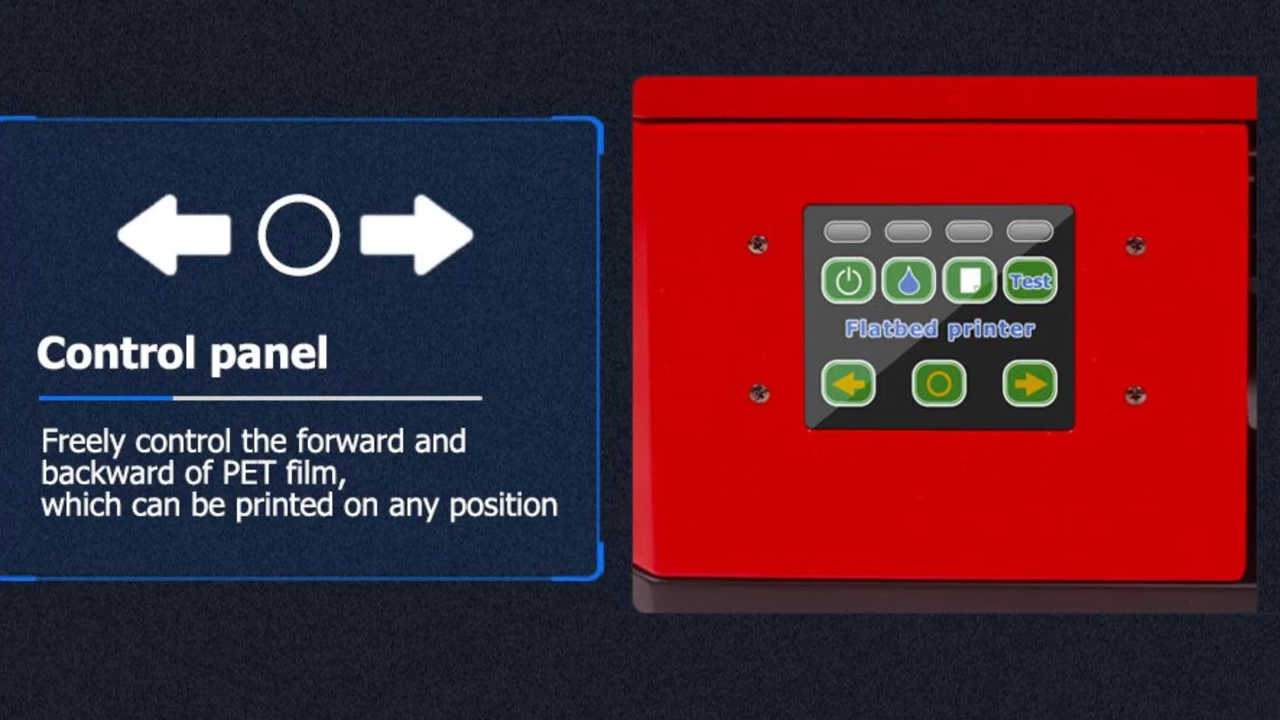 Control panel
Freely control the forward and
backward of PET film,
which can be printed on any position
Test
Flatbed printer